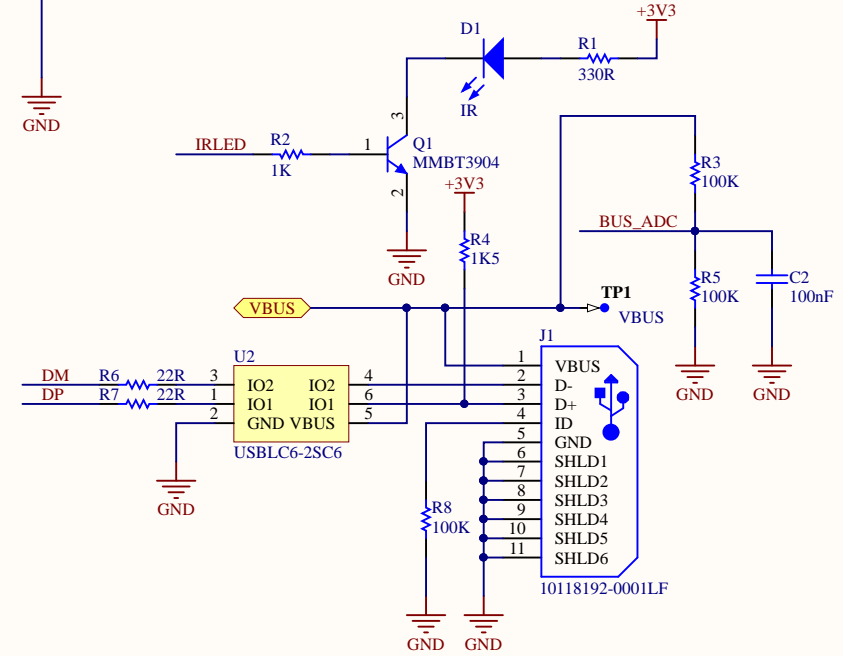 +3V3
D1
R1
330R
GND
IR
IRLED
R2
1K
3
1
Q1
MMBT3904
2
+3V3
R3
100K
R4
1K5
GND
BUS_ADC
R5
100K
C2
100nF
VBUS
TP1
VBUS
GND
GND
U2
J1
DM
R6
22R
3
IO2
IO2
4
DP
R7
22R
1
IO1
IO1
6
2
GND
VBUS
5
USBLC6-2SC6
GND
1
VBUS
2
D-
3
D+
4
ID
5
GND
6
SHLD1
7
SHLD2
8
SHLD3
9
SHLD4
10
SHLD5
11
SHLD6
R8
100K
10118192-0001LF
GND
GND